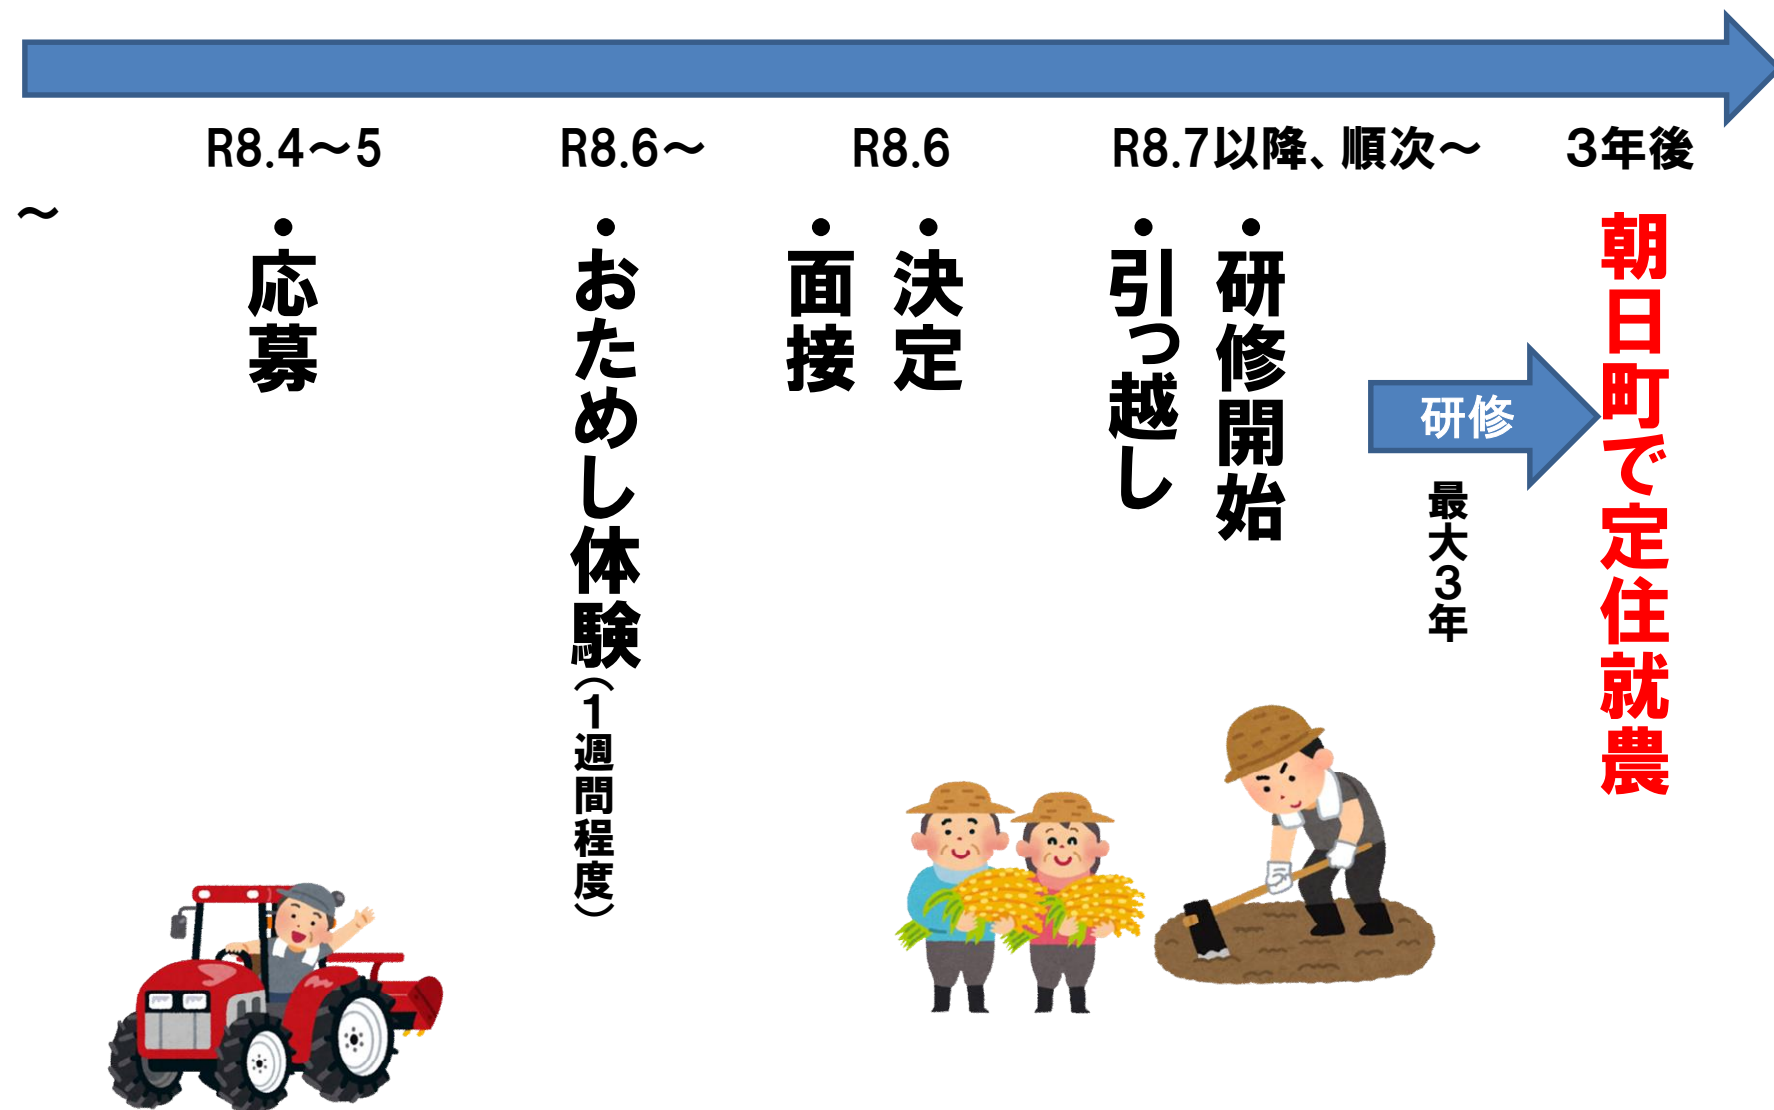 R8.4～5
R8.6～
R8.6
R8.7以降、順次～
3年後
～
・応募
・おためし体験（1週間程度）
・面接
・決定
・引っ越し
・研修開始
研修
最大3年
朝日町で定住就農